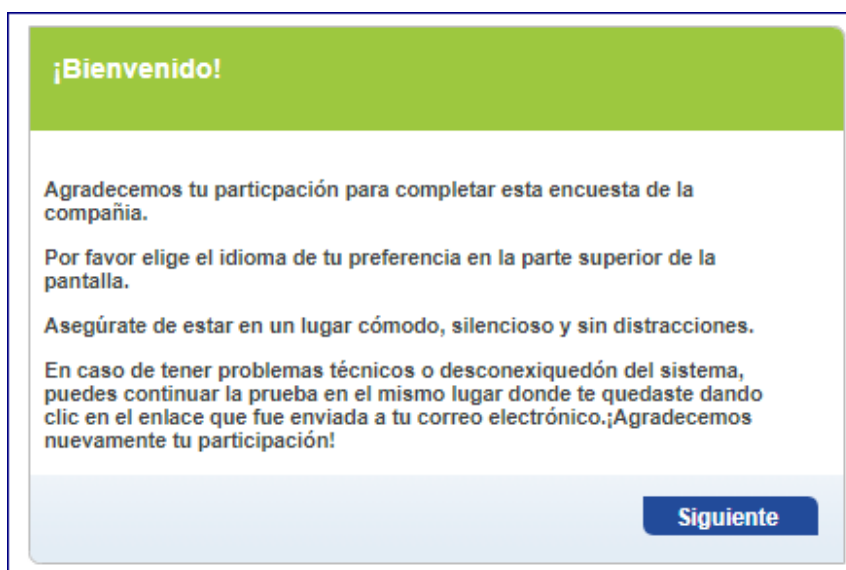 ¡Bienvenido!
Agradecemos tu particpación para completar esta encuesta de la
compañia.
Por favor elige el idioma de tu preferencia en la parte superior de la
pantalla.
Asegúrate de estar en un lugar cómodo, silencioso y sin distracciones.
En caso de tener problemas técnicos o desconexiquedón del sistema,
puedes continuar la prueba en el mismo lugar donde te quedaste dando
clic en el enlace que fue enviada a tu correo electrónico.¡Agradecemos
nuevamente tu participación!
Siguiente